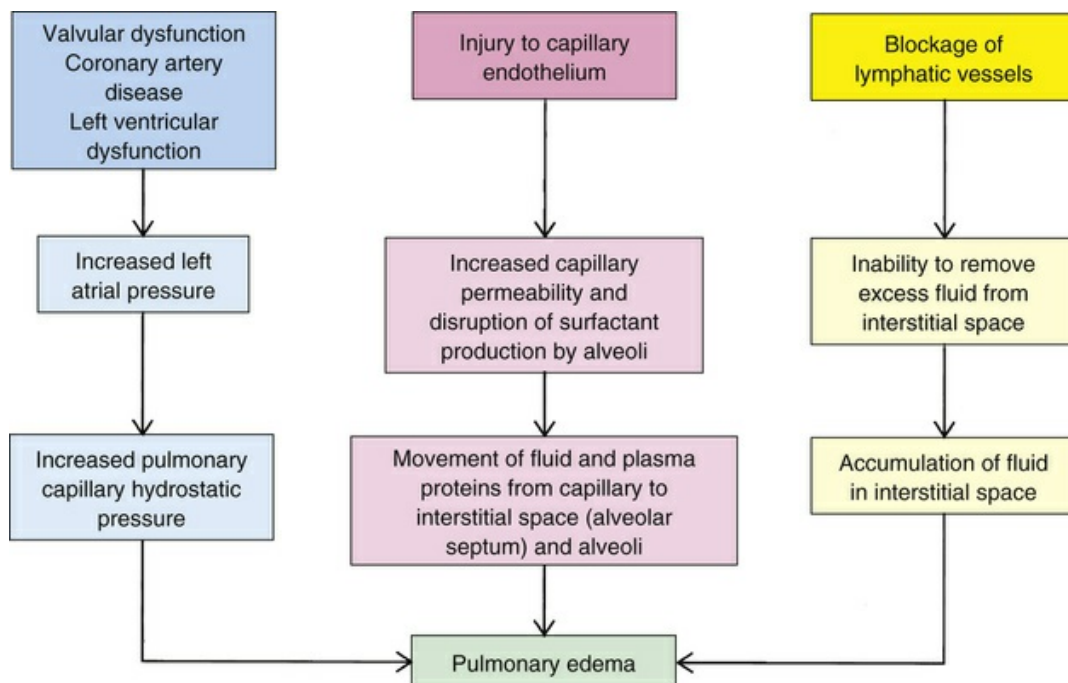 Valvular dysfunction
Coronary artery
disease
Left ventricular
dysfunction
Increased left
atrial pressure
Increased pulmonary
capillary hydrostatic
pressure
Injury to capillary
endothelium
Increased capillary
permeability and
disruption of surfactant
production by alveoli
Movement of fluid and plasma
proteins from capillary to
interstitial space (alveolar
septum) and alveoli
Blockage of
lymphatic vessels
Inability to remove
excess fluid from
interstitial space
Accumulation of fluid
in interstitial space
Pulmonary edema